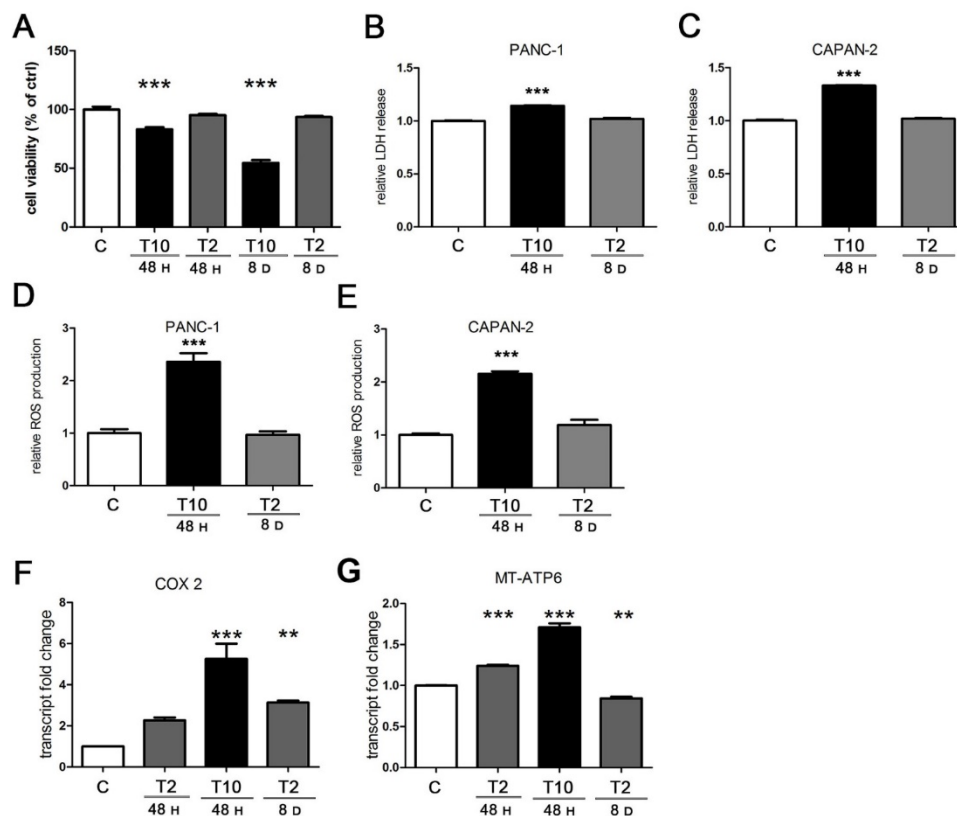 A
cell viability (% of ctrl)
150
100
50
0
*** ***
C T10 T2 T10 T2
48 H 48 H 8 D 8 D
B
PANC-1
relative LDH release
1.5
1.0
0.5
0.0
***
C T10 T2
48 H 8 D
C
CAPAN-2
relative LDH release
1.5
1.0
0.5
0.0
***
C T10 T2
48 H 8 D
D
PANC-1
relative ROS production
3
2
1
0
***
C T10 T2
48 H 8 D
E
CAPAN-2
relative ROS production
3
2
1
0
***
C T10 T2
48 H 8 D
F
COX 2
transcript fold change
8
6
4
2
0
*** **
C T2 T10 T2
48 H 48 H 8 D
G
MT-ATP6
transcript fold change
2.0
1.5
1.0
0.5
0.0
*** *** **
C T2 T10 T2
48 H 48 H 8 D